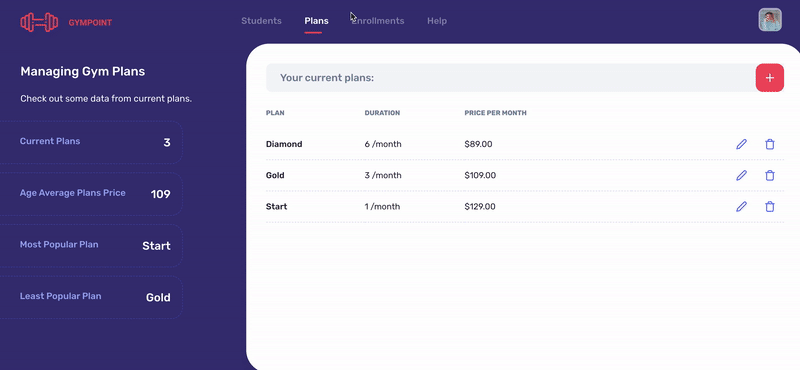 GYMPOINT
Students Plans Enrollments Help
Managing Gym Plans
Check out some data from current plans.
Current Plans 3
Age Average Plans Price 109
Most Popular Plan Start
Least Popular Plan Gold
Your current plans:
PLAN DURATION PRICE PER MONTH
Diamond 6 /month $89.00
Gold 3 /month $109.00
Start 1 /month $129.00